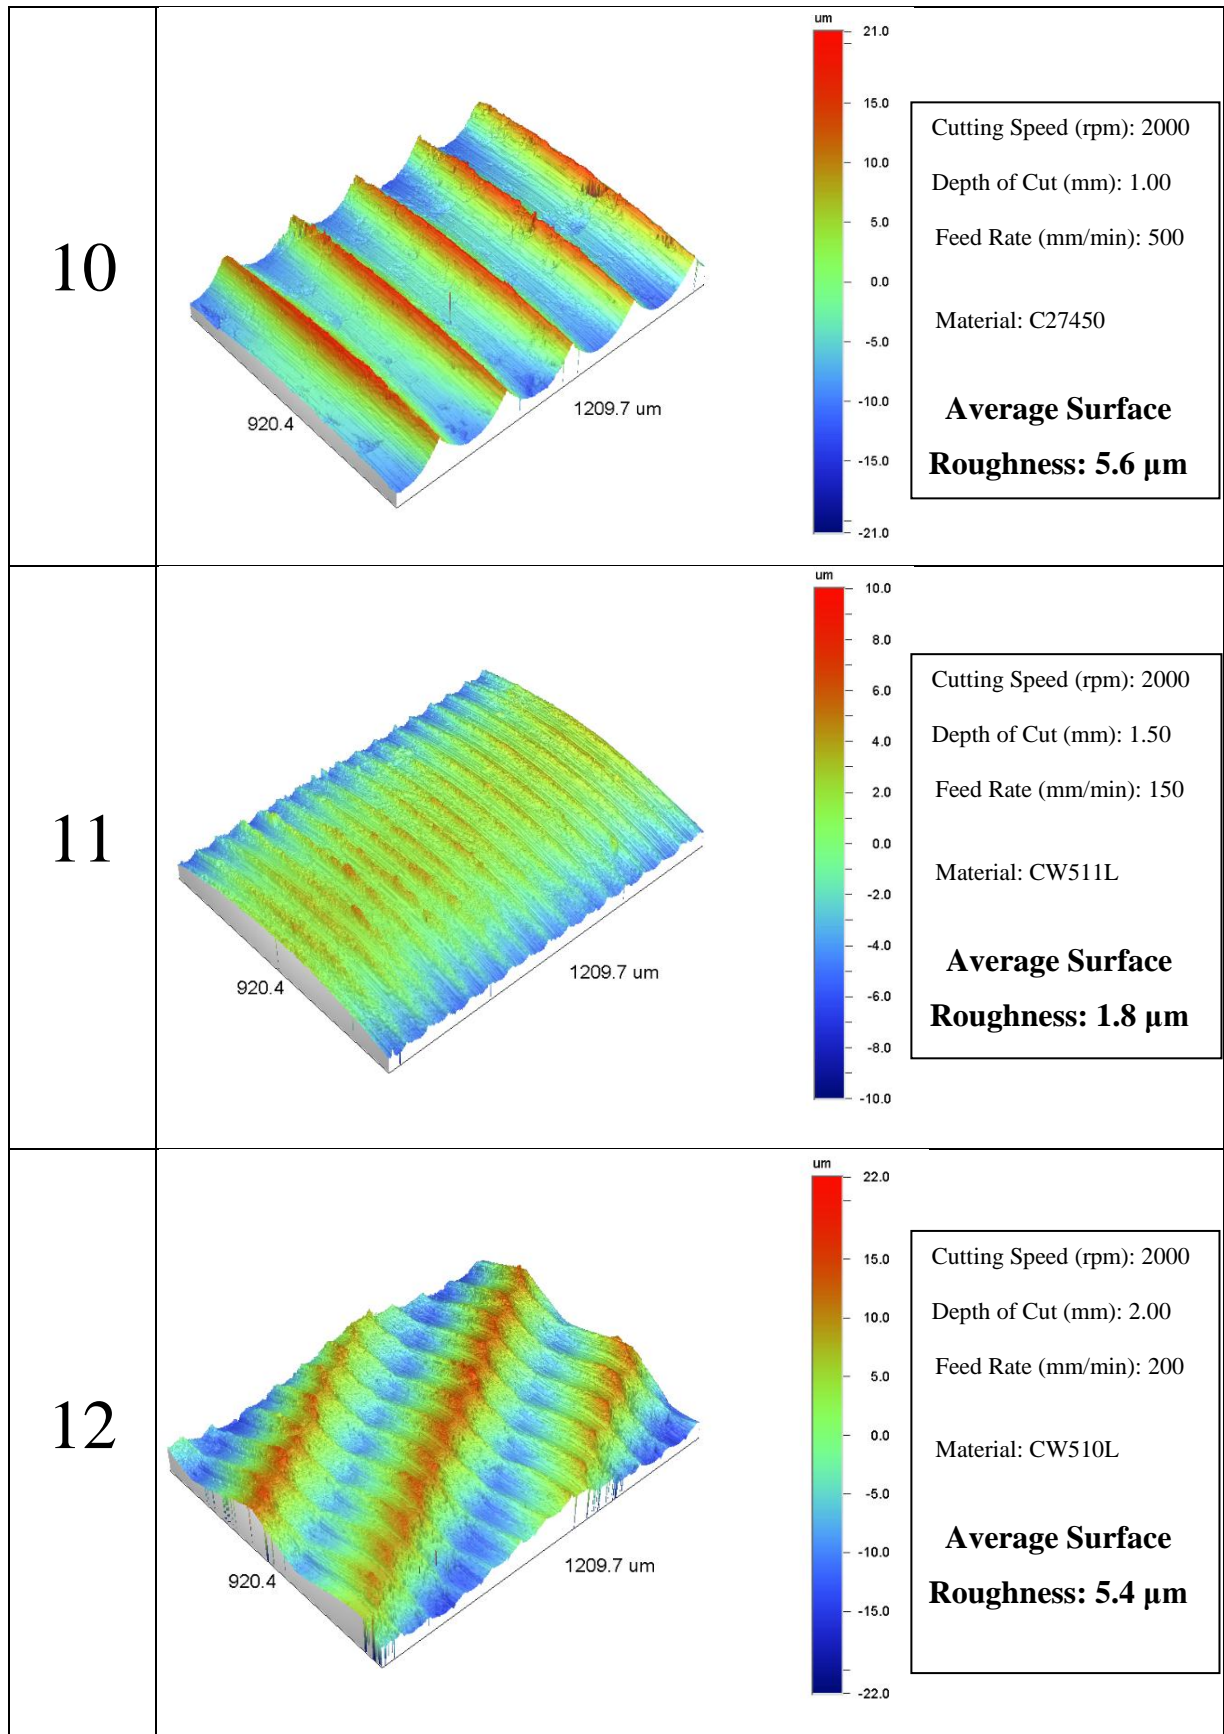 10
um
21.0
15.0
10.0
5.0
0.0
-5.0
-10.0
-15.0
-21.0
920.4
1209.7 um
Cutting Speed (rpm): 2000
Depth of Cut (mm): 1.00
Feed Rate (mm/min): 500
Material: C27450
Average Surface
Roughness: 5.6 µm
11
um
10.0
8.0
6.0
4.0
2.0
0.0
-2.0
-4.0
-6.0
-8.0
-10.0
920.4
1209.7 um
Cutting Speed (rpm): 2000
Depth of Cut (mm): 1.50
Feed Rate (mm/min): 150
Material: CW511L
Average Surface
Roughness: 1.8 µm
12
um
22.0
15.0
10.0
5.0
0.0
-5.0
-10.0
-15.0
-22.0
920.4
1209.7 um
Cutting Speed (rpm): 2000
Depth of Cut (mm): 2.00
Feed Rate (mm/min): 200
Material: CW510L
Average Surface
Roughness: 5.4 µm